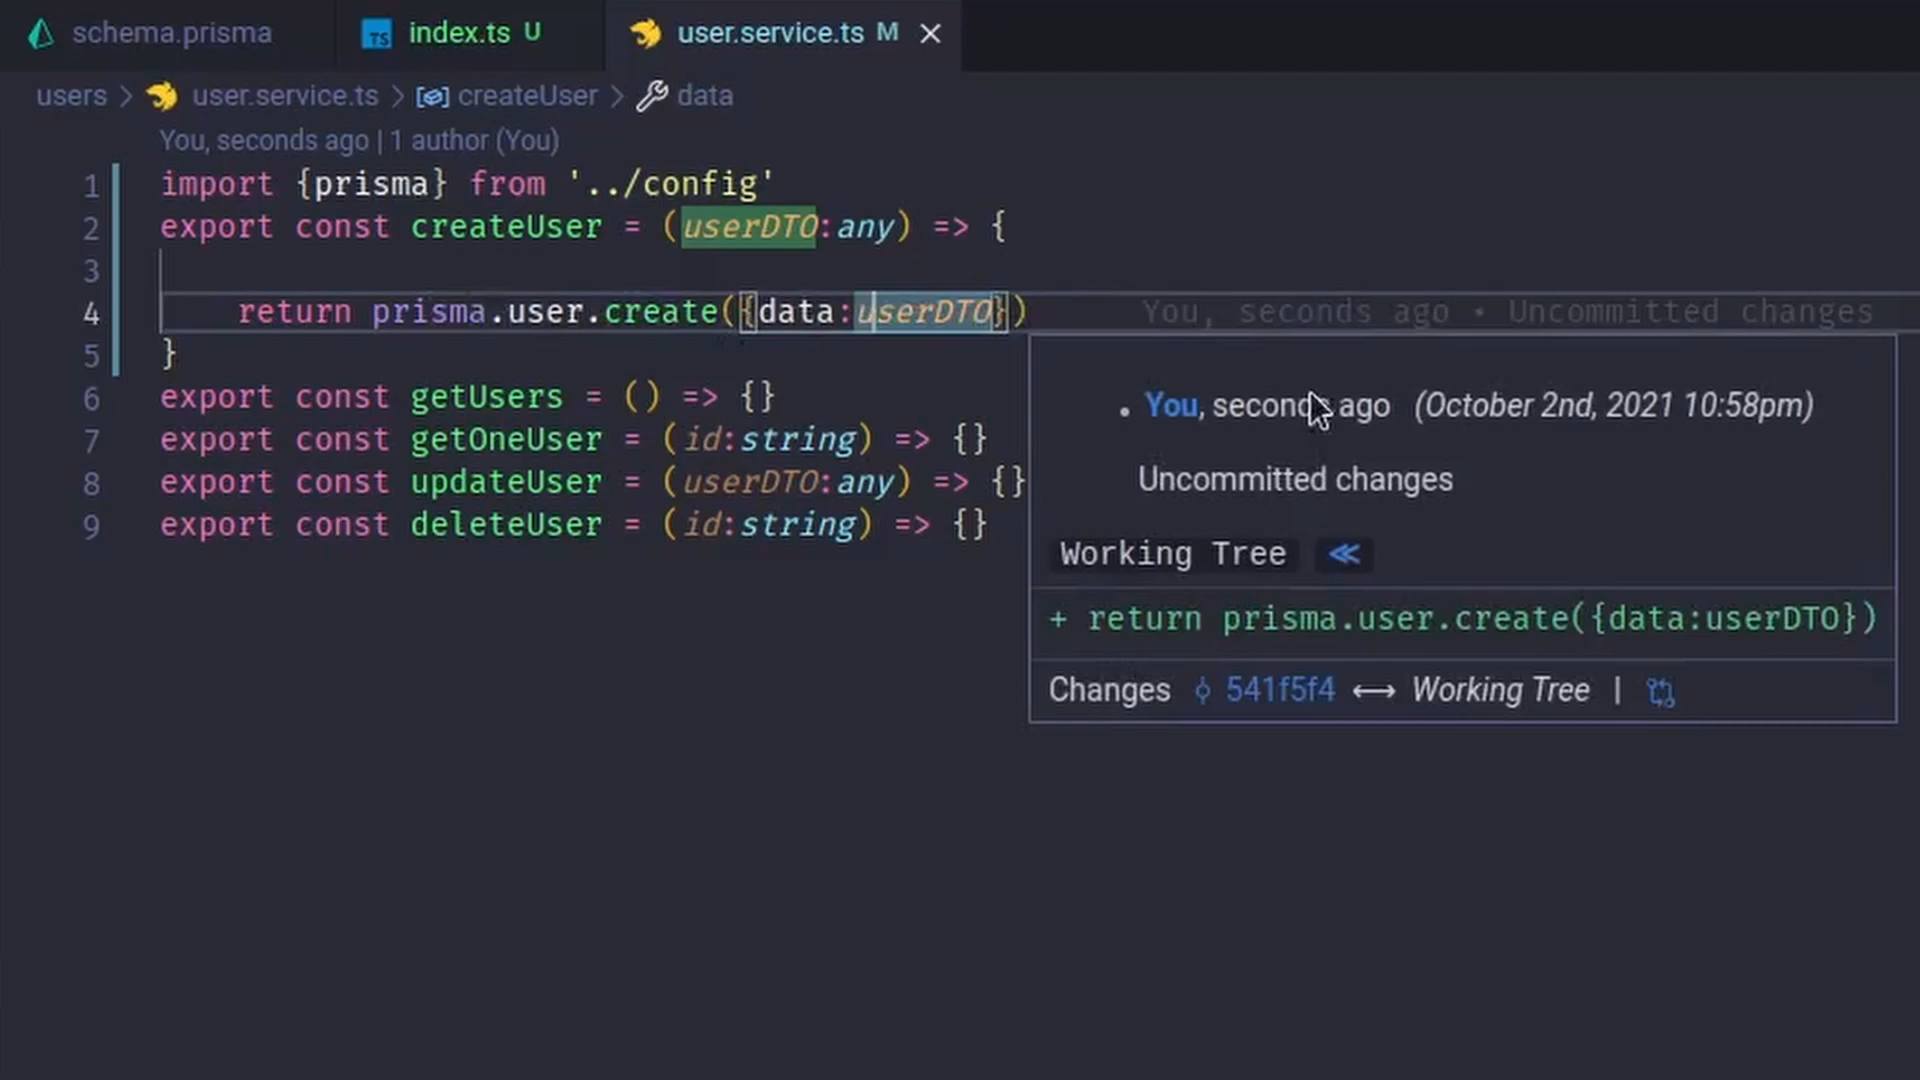 schema.prisma TS index.ts U user.service.ts M
users > user.service.ts > createUser > data
You, seconds ago | 1 author (You)
1 import {prisma} from '../config'
2 export const createUser = (userDTO:any) => {
3
4 return prisma.user.create({data:userDTO}) You, seconds ago • Uncommitted changes
5 }
6 export const getUsers = () => {}
7 export const getOneUser = (id:string) => {}
8 export const updateUser = (userDTO:any) => {}
9 export const deleteUser = (id:string) => {}
• You, seconds ago (October 2nd, 2021 10:58pm)
Uncommitted changes
Working Tree
+ return prisma.user.create({data:userDTO})
Changes 541f5f4 ⟷ Working Tree |